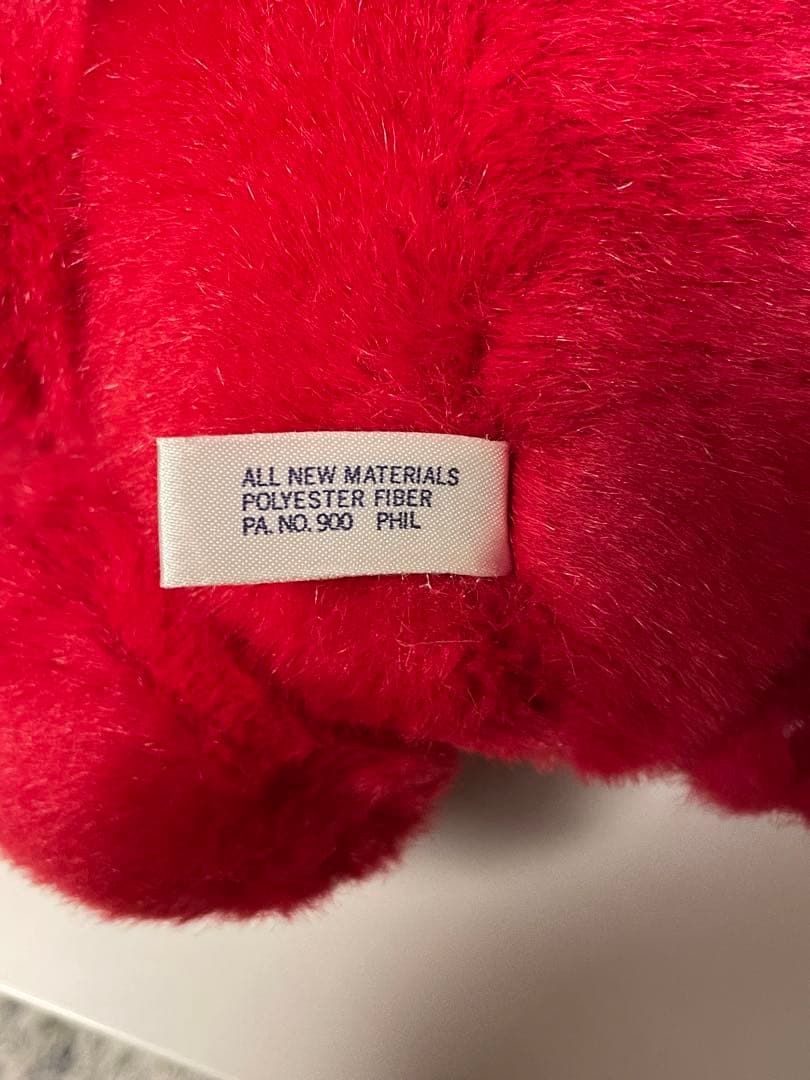 ALL NEW MATERIALS
POLYESTER FIBER
PA. NO. 900 PHIL